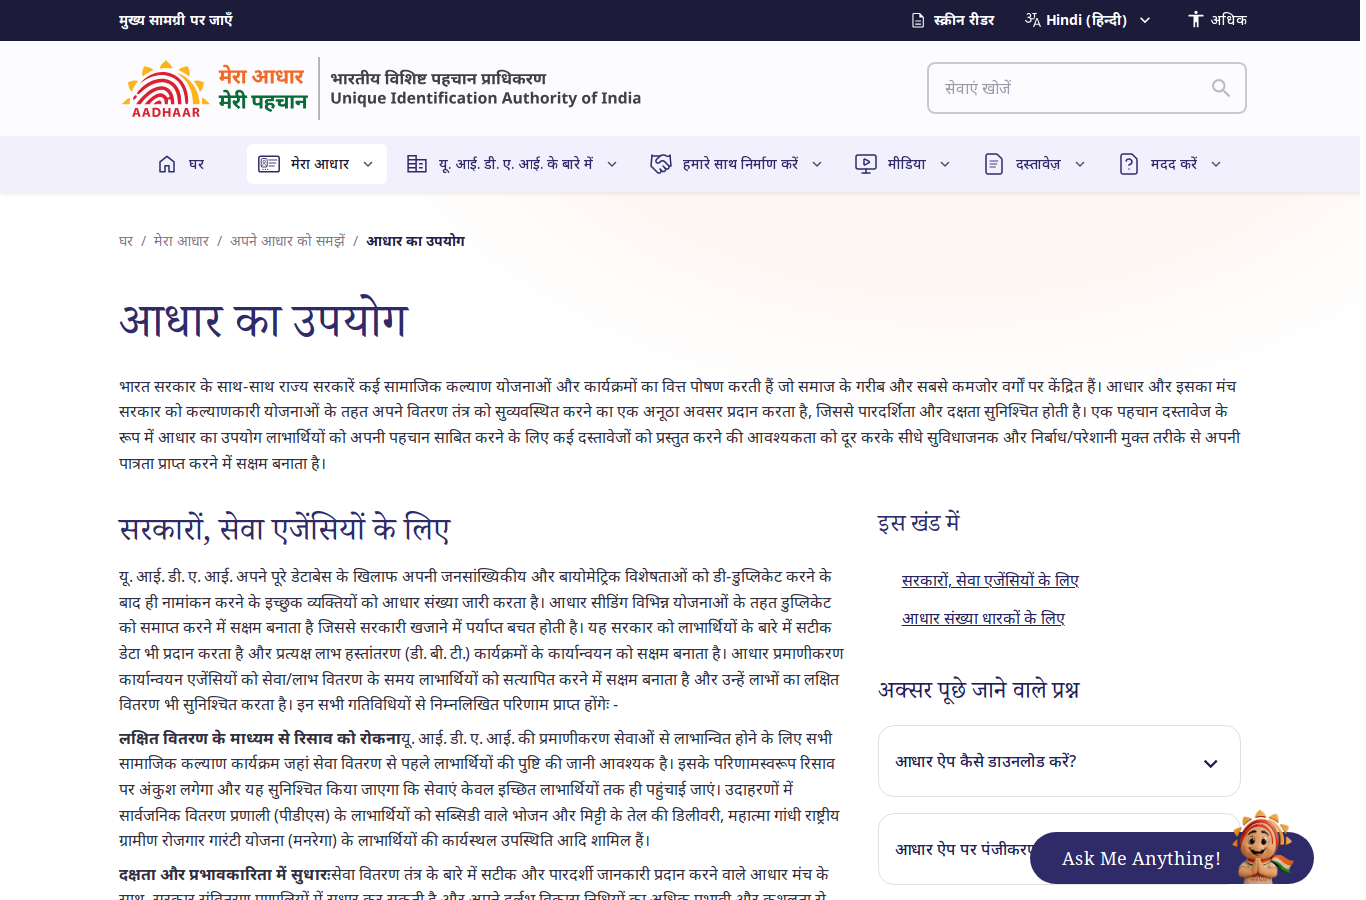 मुख्य सामग्री पर जाएँ
स्क्रीन रीडर
Hindi (हिन्दी)
अधिक
मेरा आधार
मेरी पहचान
AADHAAR
भारतीय विशिष्ट पहचान प्राधिकरण
Unique Identification Authority of India
सेवाएं खोजें
घर
मेरा आधार
यू. आई. डी. ए. आई. के बारे में
हमारे साथ निर्माण करें
मीडिया
दस्तावेज़
मदद करें
घर / मेरा आधार / अपने आधार को समझें / आधार का उपयोग
आधार का उपयोग
भारत सरकार के साथ-साथ राज्य सरकारें कई सामाजिक कल्याण योजनाओं और कार्यक्रमों का वित्त पोषण करती हैं जो समाज के गरीब और सबसे कमजोर वर्गों पर केंद्रित हैं। आधार और इसका मंच
सरकार को कल्याणकारी योजनाओं के तहत अपने वितरण तंत्र को सुव्यवस्थित करने का एक अनूठा अवसर प्रदान करता है, जिससे पारदर्शिता और दक्षता सुनिश्चित होती है। एक पहचान दस्तावेज के
रूप में आधार का उपयोग लाभार्थियों को अपनी पहचान साबित करने के लिए कई दस्तावेजों को प्रस्तुत करने की आवश्यकता को दूर करके सीधे सुविधाजनक और निर्बाध/परेशानी मुक्त तरीके से अपनी
पात्रता प्राप्त करने में सक्षम बनाता है।
सरकारों, सेवा एजेंसियों के लिए
यू. आई. डी. ए. आई. अपने पूरे डेटाबेस के खिलाफ अपनी जनसांख्यिकीय और बायोमेट्रिक विशेषताओं को डी-डुप्लिकेट करने के
बाद ही नामांकन करने के इच्छुक व्यक्तियों को आधार संख्या जारी करता है। आधार सीडिंग विभिन्न योजनाओं के तहत डुप्लिकेट
को समाप्त करने में सक्षम बनाता है जिससे सरकारी खजाने में पर्याप्त बचत होती है। यह सरकार को लाभार्थियों के बारे में सटीक
डेटा भी प्रदान करता है और प्रत्यक्ष लाभ हस्तांतरण (डी. बी. टी.) कार्यक्रमों के कार्यान्वयन को सक्षम बनाता है। आधार प्रमाणीकरण
कार्यान्वयन एजेंसियों को सेवा/लाभ वितरण के समय लाभार्थियों को सत्यापित करने में सक्षम बनाता है और उन्हें लाभों का लक्षित
वितरण भी सुनिश्चित करता है। इन सभी गतिविधियों से निम्नलिखित परिणाम प्राप्त होंगेः -
लक्षित वितरण के माध्यम से रिसाव को रोकनायू. आई. डी. ए. आई. की प्रमाणीकरण सेवाओं से लाभान्वित होने के लिए सभी
सामाजिक कल्याण कार्यक्रम जहां सेवा वितरण से पहले लाभार्थियों की पुष्टि की जानी आवश्यक है। इसके परिणामस्वरूप रिसाव
पर अंकुश लगेगा और यह सुनिश्चित किया जाएगा कि सेवाएं केवल इच्छित लाभार्थियों तक ही पहुंचाई जाएं। उदाहरणों में
सार्वजनिक वितरण प्रणाली (पीडीएस) के लाभार्थियों को सब्सिडी वाले भोजन और मिट्टी के तेल की डिलीवरी, महात्मा गांधी राष्ट्रीय
ग्रामीण रोजगार गारंटी योजना (मनरेगा) के लाभार्थियों की कार्यस्थल उपस्थिति आदि शामिल हैं।
दक्षता और प्रभावकारिता में सुधारःसेवा वितरण तंत्र के बारे में सटीक और पारदर्शी जानकारी प्रदान करने वाले आधार मंच के
साथ, सरकार संवितरण प्रणालियों में सुधार कर सकती है और अपने दुर्लभ विकास निधियों का अधिक प्रभावी और कुशलता से
इस खंड में
सरकारों, सेवा एजेंसियों के लिए
आधार संख्या धारकों के लिए
अक्सर पूछे जाने वाले प्रश्न
आधार ऐप कैसे डाउनलोड करें?
आधार ऐप पर पंजीकरण
Ask Me Anything!